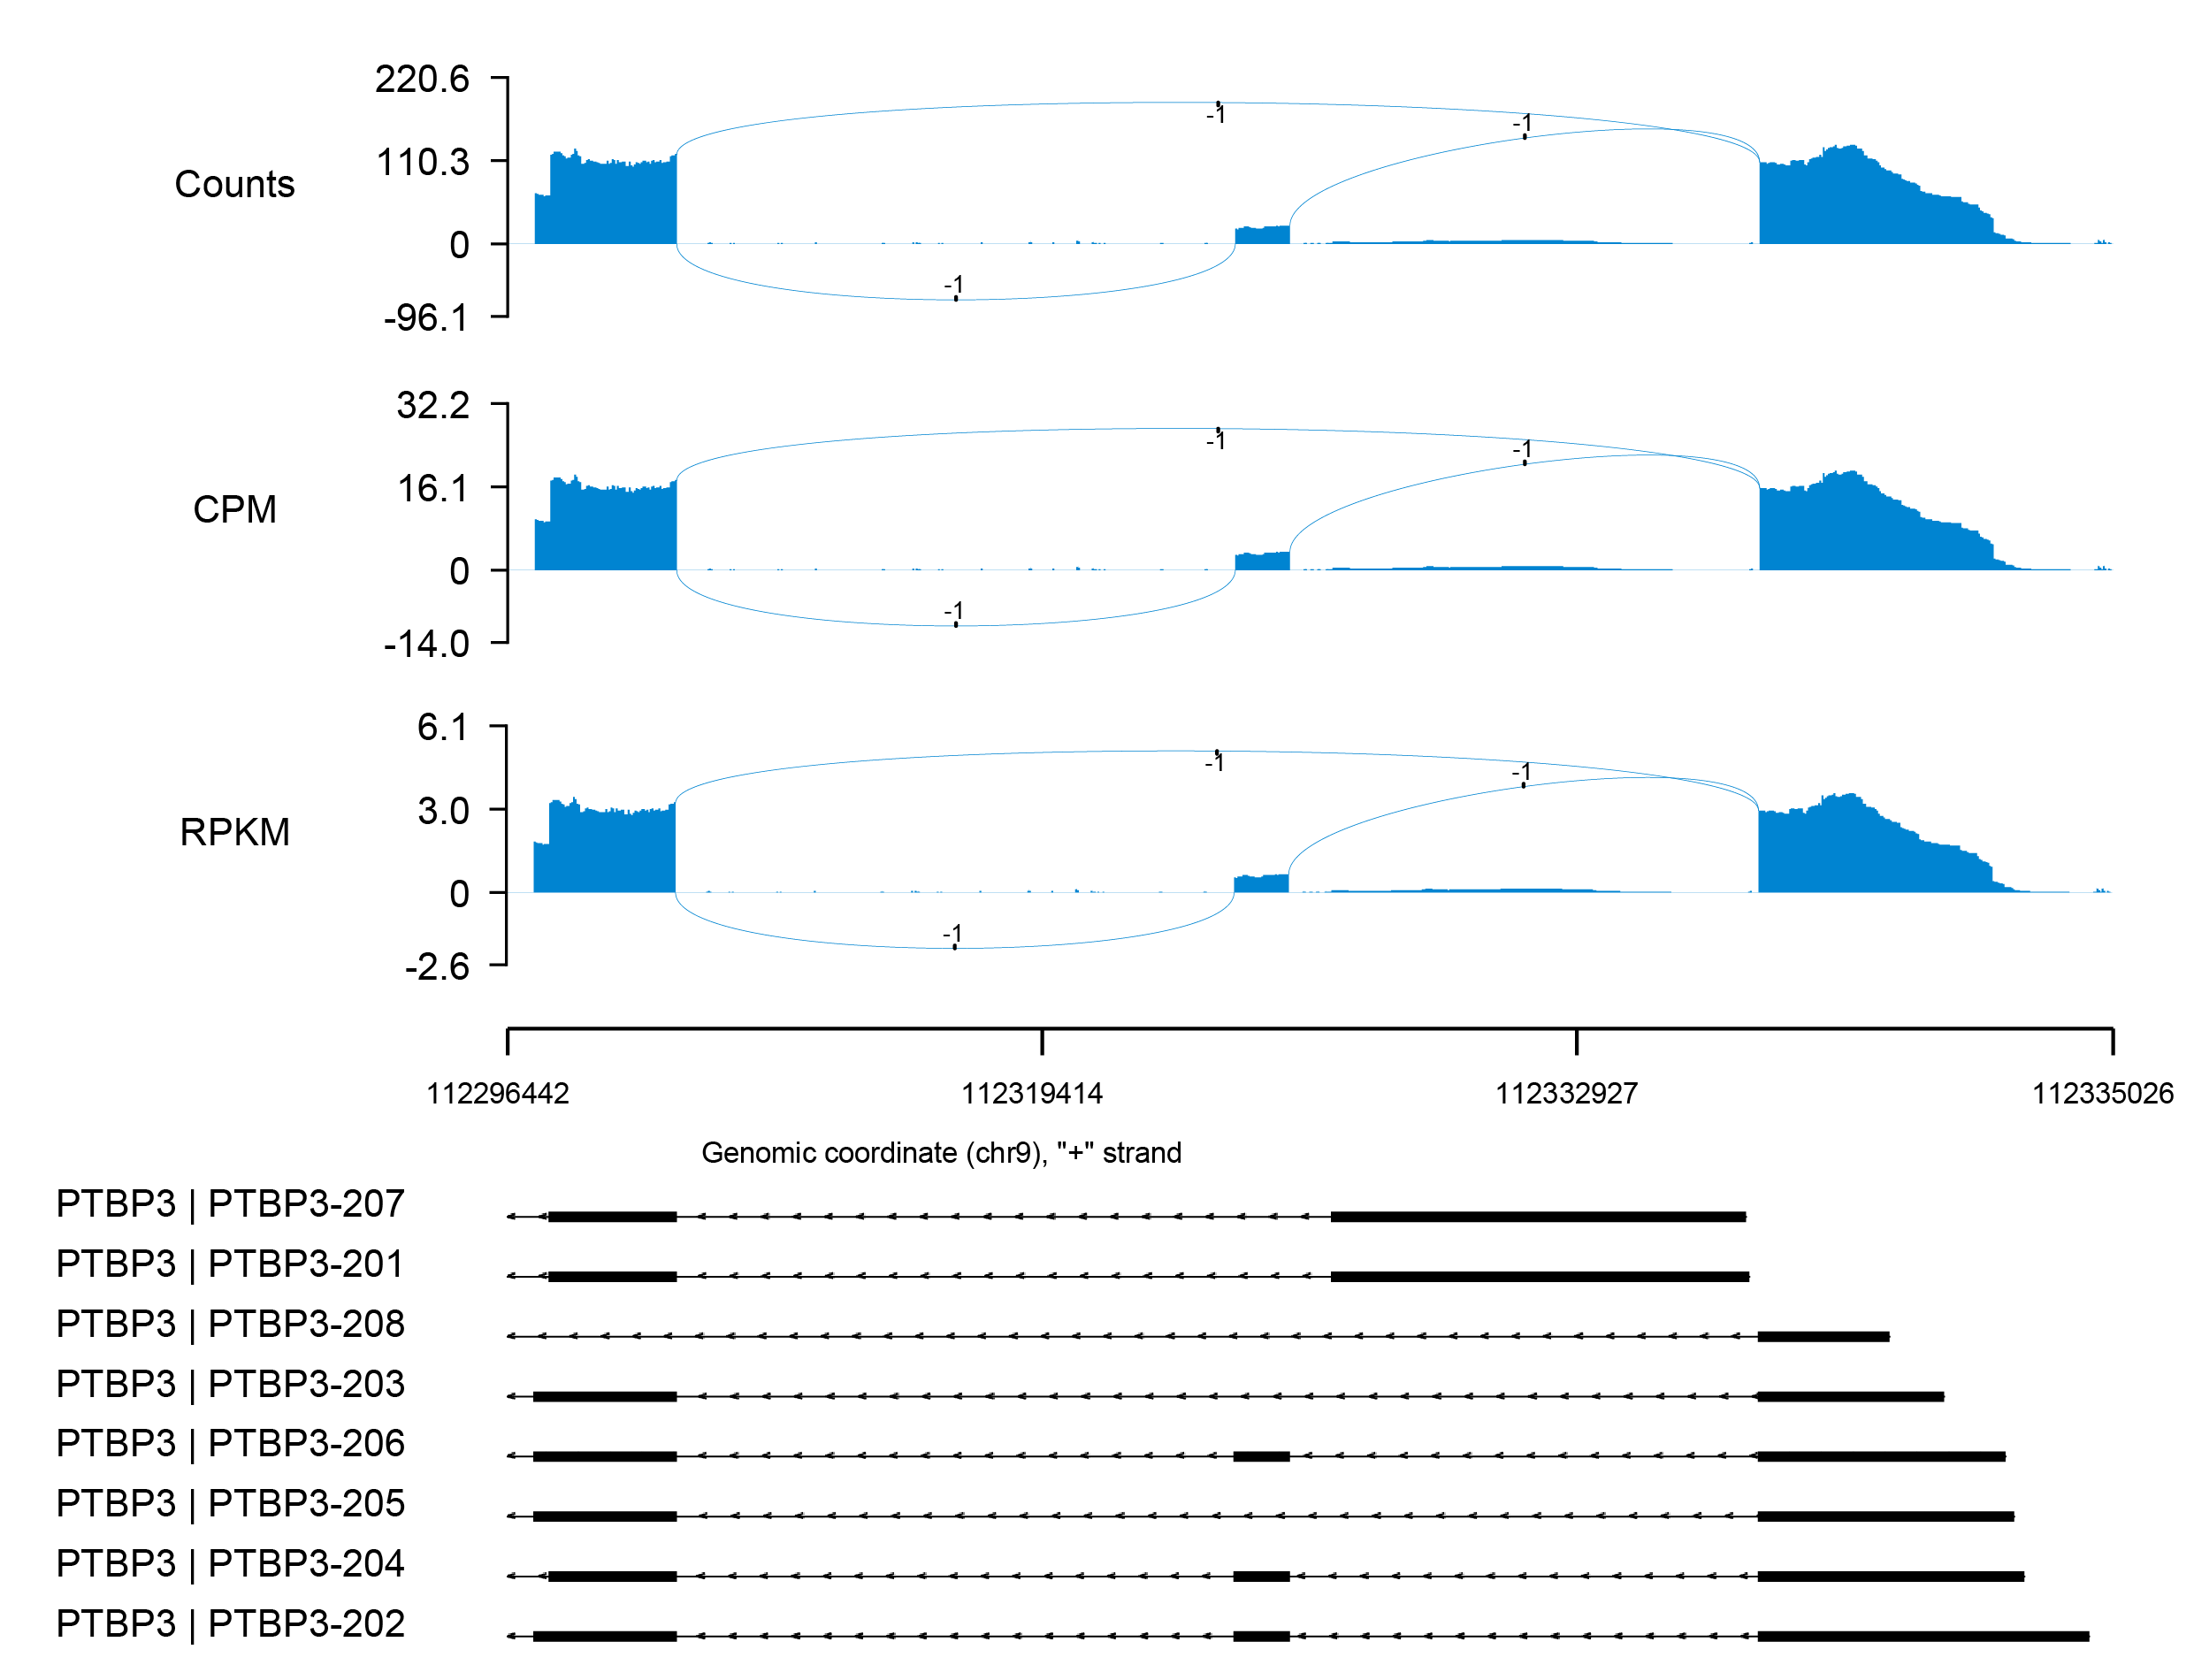 220.6
110.3
Counts
0
-96.1
-1
-1
-1
32.2
16.1
CPM
0
-14.0
-1
-1
-1
6.1
3.0
RPKM
0
-2.6
-1
-1
-1
112296442 112319414 112332927 112335026
Genomic coordinate (chr9), "+" strand
PTBP3 | PTBP3-207
PTBP3 | PTBP3-201
PTBP3 | PTBP3-208
PTBP3 | PTBP3-203
PTBP3 | PTBP3-206
PTBP3 | PTBP3-205
PTBP3 | PTBP3-204
PTBP3 | PTBP3-202